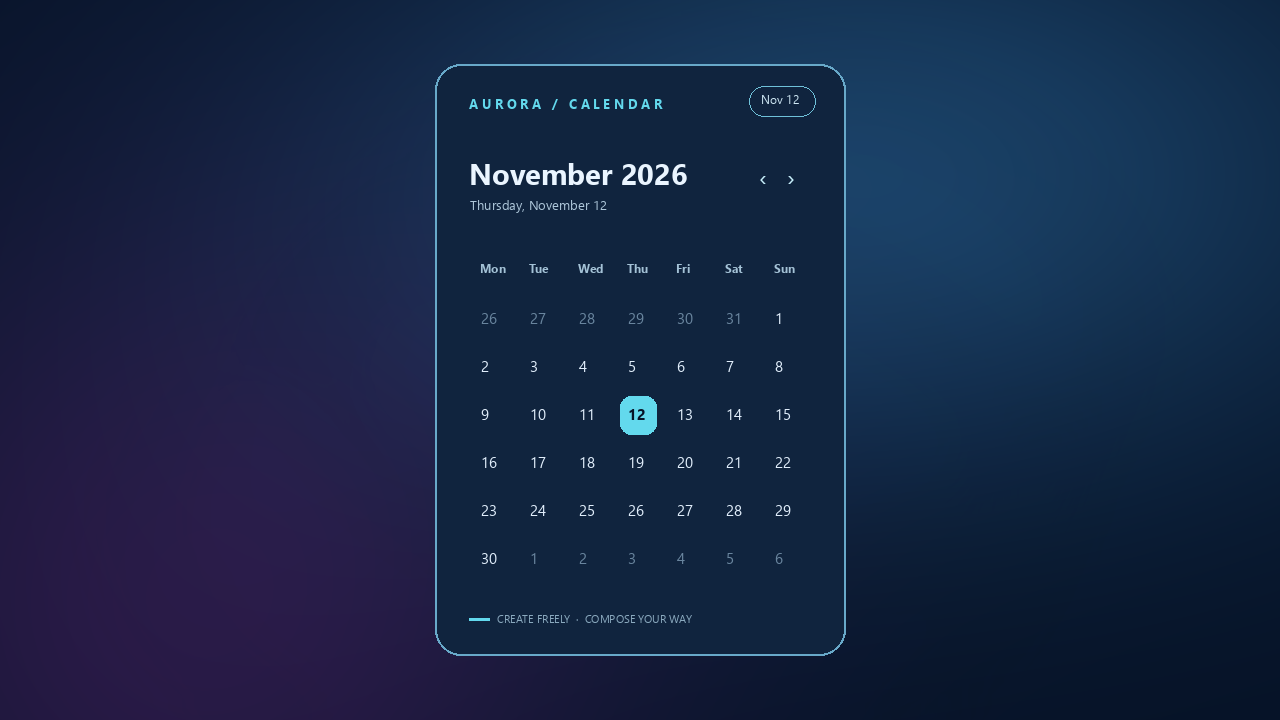 AURORA / CALENDAR
Nov 12
November 2026
‹ ›
Thursday, November 12
Mon Tue Wed Thu Fri Sat Sun
26 27 28 29 30 31 1
2 3 4 5 6 7 8
9 10 11 12 13 14 15
16 17 18 19 20 21 22
23 24 25 26 27 28 29
30 1 2 3 4 5 6
CREATE FREELY · COMPOSE YOUR WAY